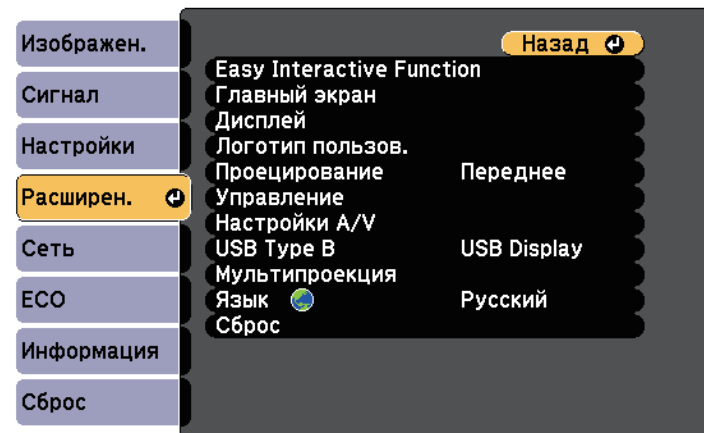 Изображен.
Сигнал
Настройки
Расширен.
Сеть
ECO
Информация
Сброс
Назад
Easy Interactive Function
Главный экран
Дисплей
Логотип пользов.
Проецирование Переднее
Управление
Настройки A/V
USB Type B USB Display
Мультипроекция
Язык Русский
Сброс